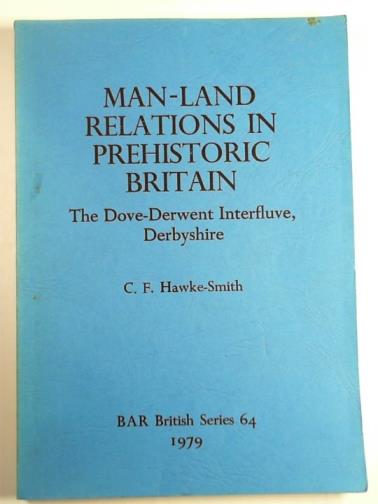 MAN-LAND
RELATIONS IN
PREHISTORIC
BRITAIN
The Dove-Derwent Interfluve,
Derbyshire
C. F. Hawke-Smith
BAR British Series 64
1979